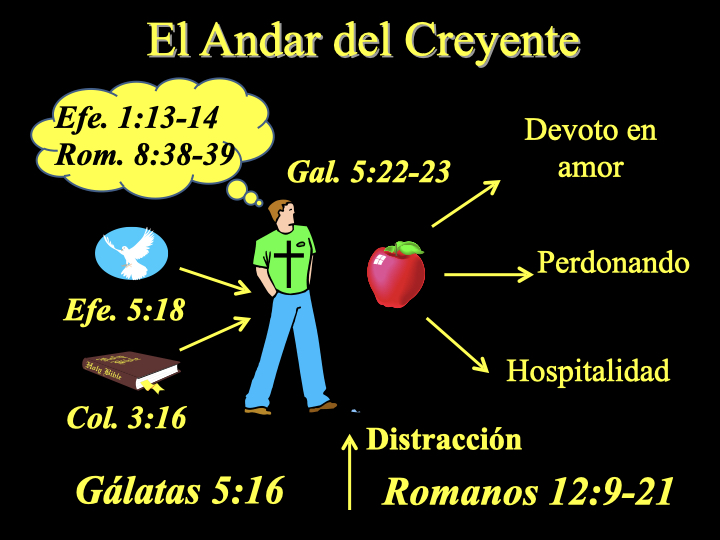 El Andar del Creyente
Efe. 1:13-14
Rom. 8:38-39
Gal. 5:22-23
Devoto en
amor
Perdonando
Efe. 5:18
Holy Bible
Hospitalidad
Col. 3:16
Distracción
Gálatas 5:16
Romanos 12:9-21